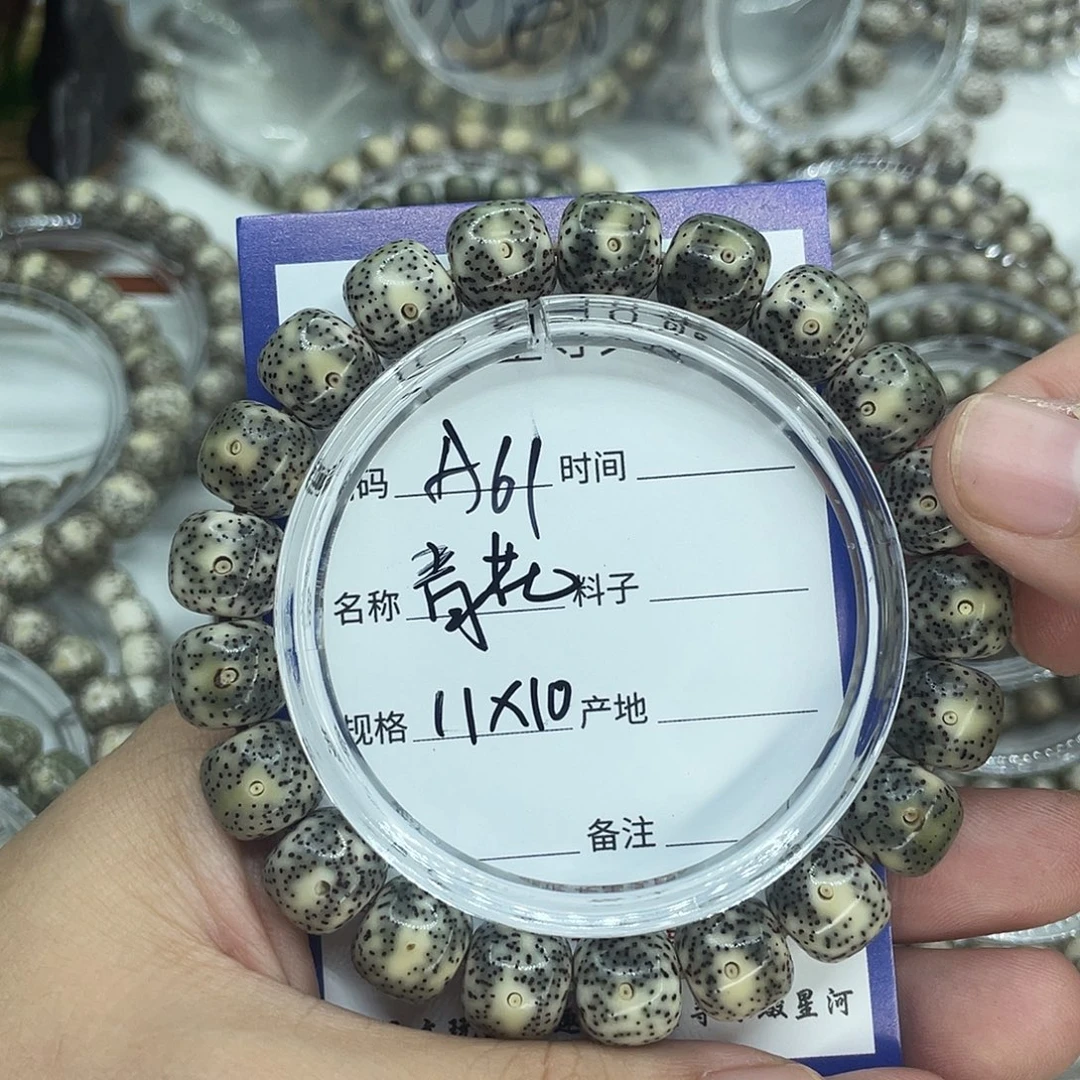 码 A61 时间
名称 青花 料子
规格 11X10 产地
备注
星河